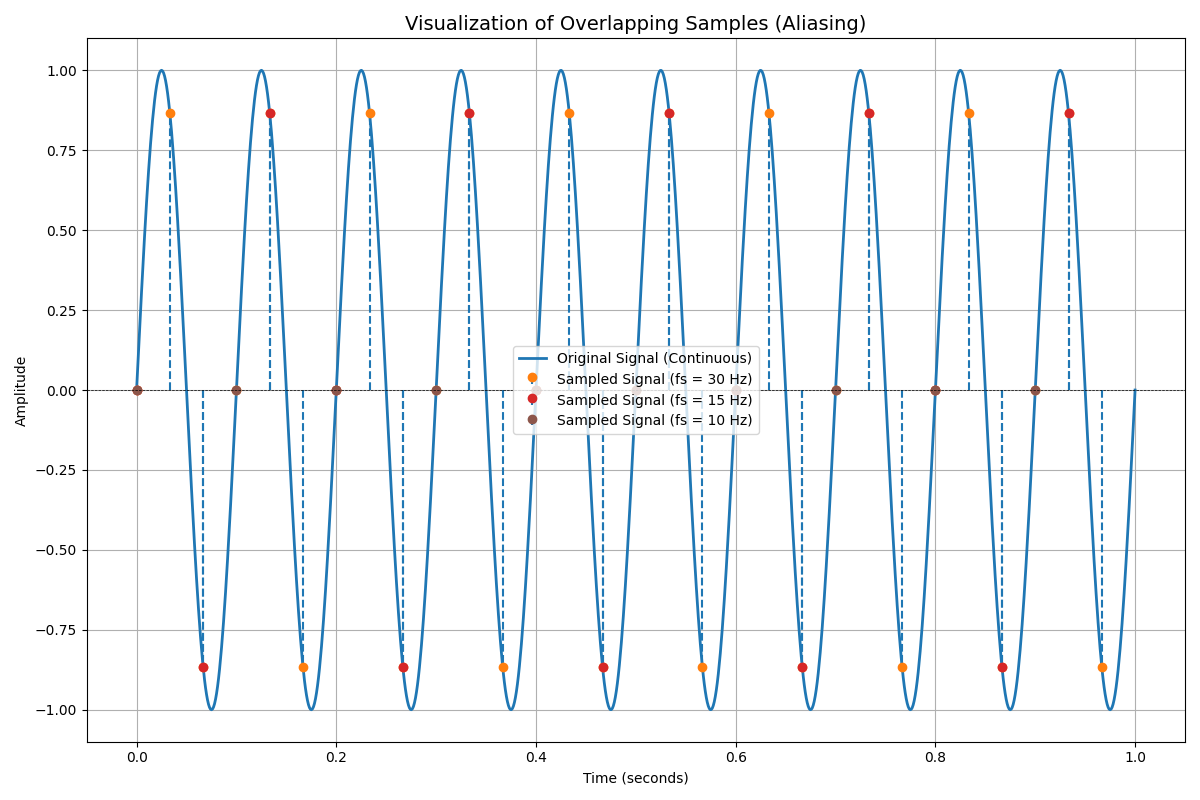 Visualization of Overlapping Samples (Aliasing)
1.00
0.75
0.50
0.25
0.00
−0.25
−0.50
−0.75
−1.00
Amplitude
Original Signal (Continuous)
Sampled Signal (fs = 30 Hz)
Sampled Signal (fs = 15 Hz)
Sampled Signal (fs = 10 Hz)
0.0 0.2 0.4 0.6 0.8 1.0
Time (seconds)